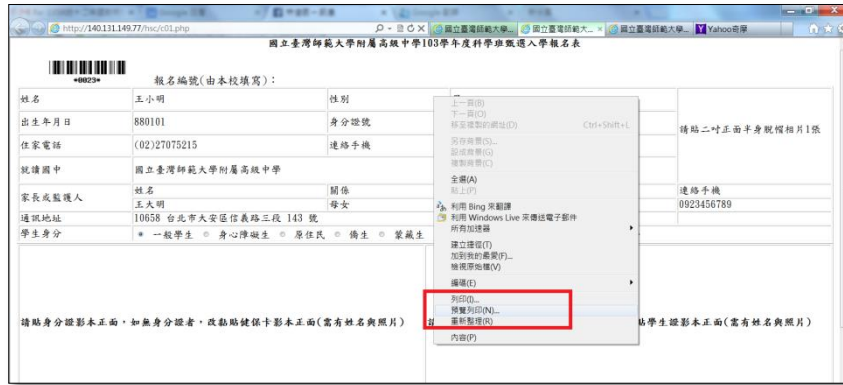 http://140.131.149.77/hsc/c01.php
國立臺灣師範大學...
國立臺灣師範大...
國立臺灣師範大學...
Yahoo奇摩
國立臺灣師範大學附屬高級中學103學年度科學班甄選入學報名表
*0023*
報名編號(由本校填寫):
姓名 王小明 性別
出生年月日 880101 身分證號
請貼二吋正面半身脫帽相片1張
住家電話 (02)27075215 連絡手機
就讀國中 國立臺灣師範大學附屬高級中學
家長或監護人 姓名 關係 連絡手機
王大明 母女 0923456789
通訊地址 10658 台北市大安區信義路三段 143 號
學生身分 一般學生 身心障礙生 原住民 僑生 蒙藏生
請貼身分證影本正面,如無身分證者,改黏貼健保卡影本正面(需有姓名與照片)
貼學生證影本正面(需有姓名與照片)
上一頁(B)
下一頁(O)
移至複製的網址(D) Ctrl+Shift+L
另存背景(S)...
設成背景(G)
複製背景(C)
全選(A)
貼上(P)
利用 Bing 來翻譯
利用 Windows Live 來傳送電子郵件
所有加速器
建立捷徑(T)
加到我的最愛(F)...
檢視原始檔(V)
編碼(E)
列印(I)...
預覽列印(N)...
重新整理(R)
內容(P)